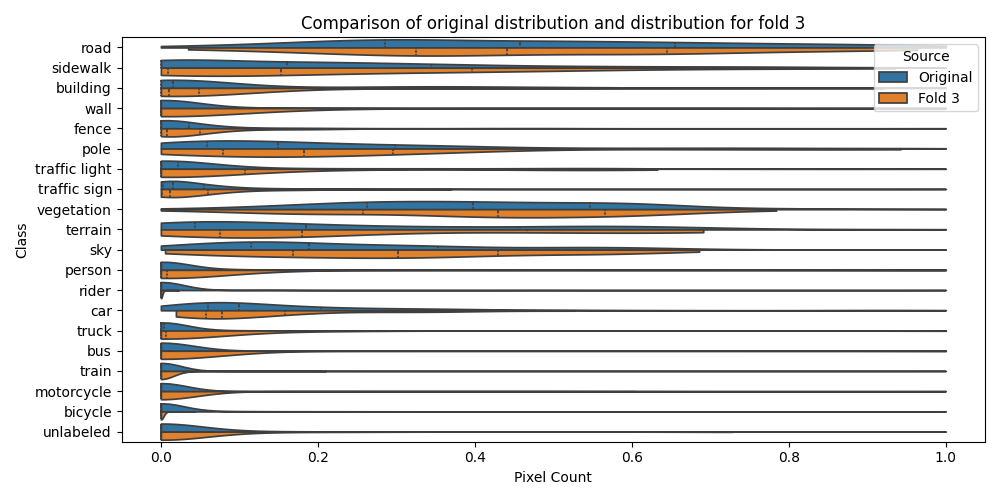 Comparison of original distribution and distribution for fold 3
Class
road
sidewalk
building
wall
fence
pole
traffic light
traffic sign
vegetation
terrain
sky
person
rider
car
truck
bus
train
motorcycle
bicycle
unlabeled
Source
Original
Fold 3
0.0 0.2 0.4 0.6 0.8 1.0
Pixel Count